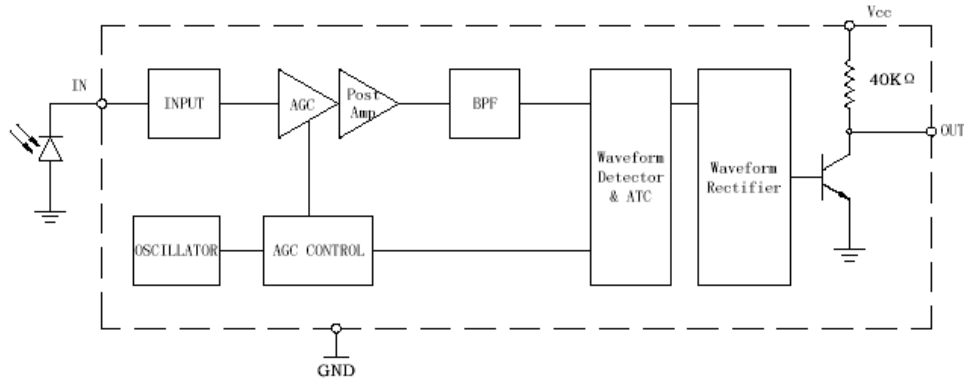 Vcc
IN
INPUT
AGC
Post
Amp
BPF
40KΩ
OUT
Waveform
Detector
& ATC
Waveform
Rectifier
OSCILLATOR
AGC CONTROL
GND